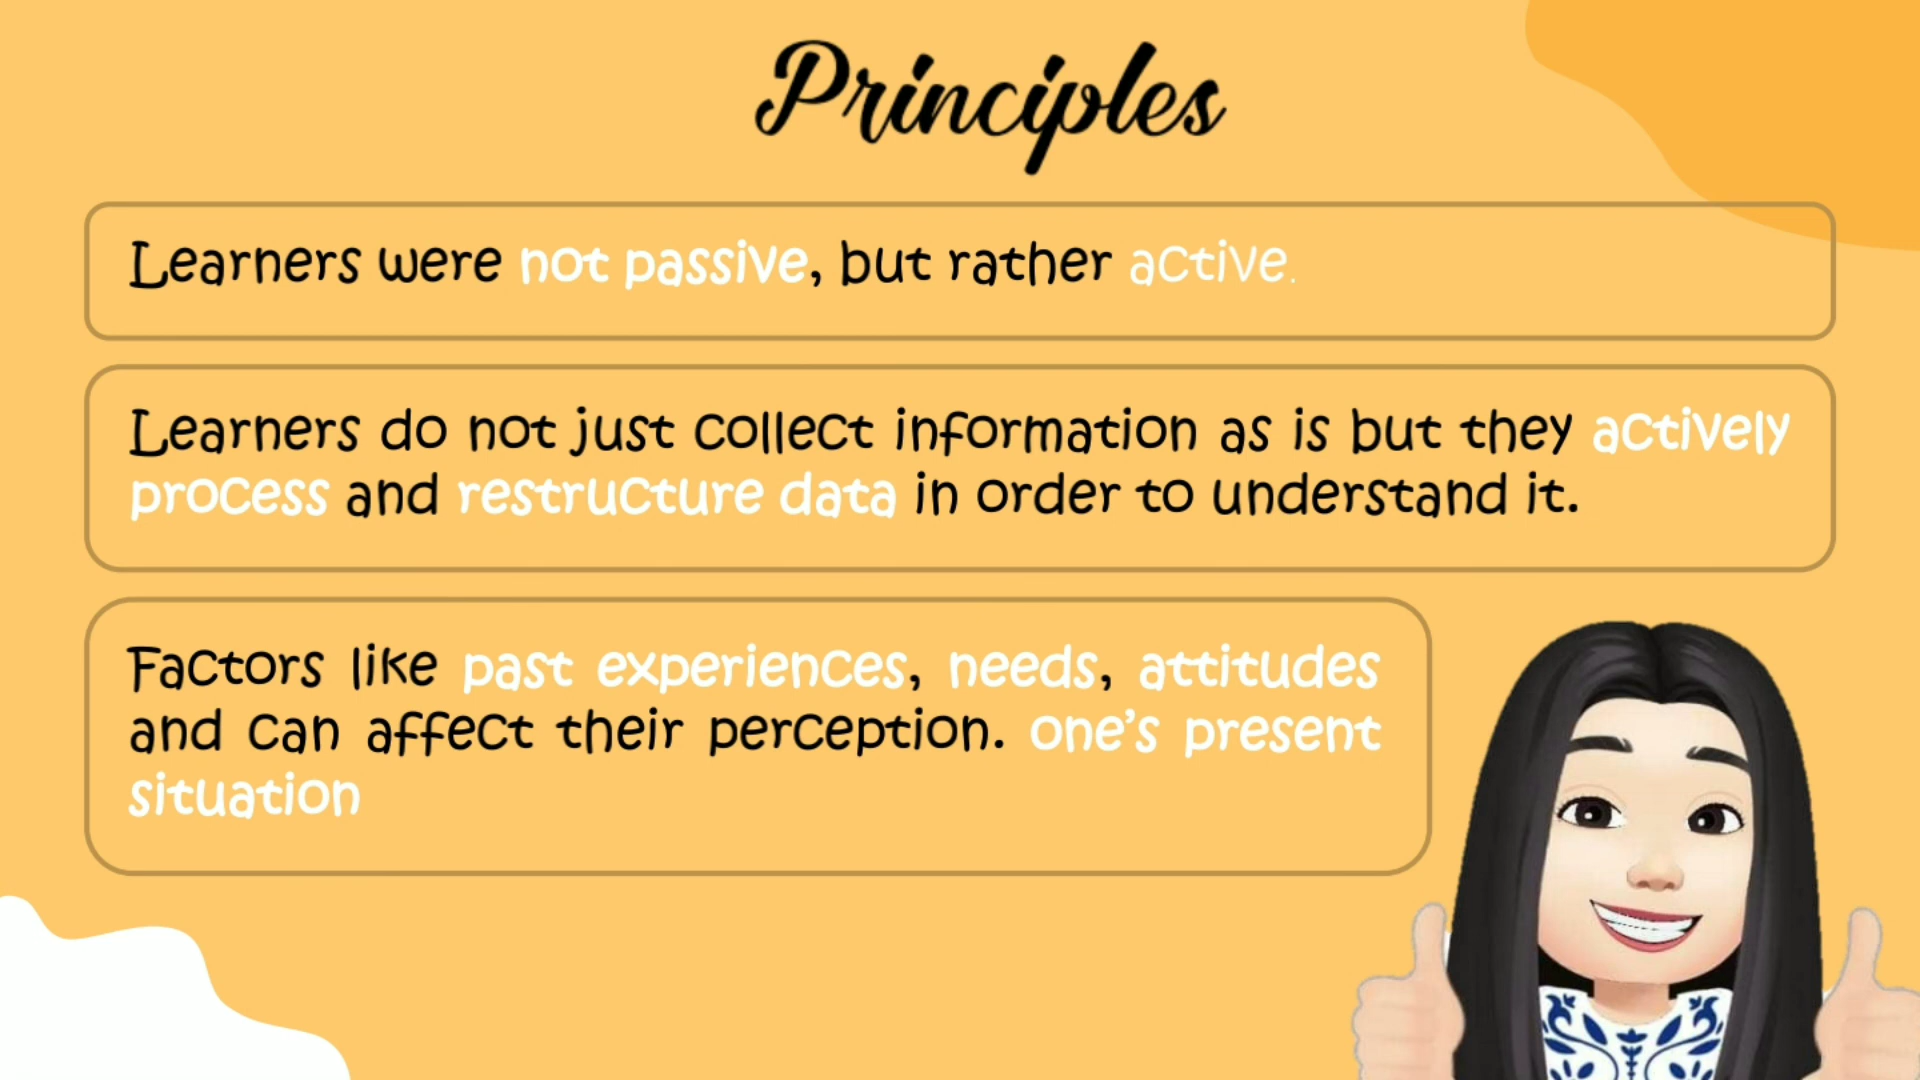 Principles
Learners were not passive, but rather active.
Learners do not just collect information as is but they actively
process and restructure data in order to understand it.
Factors like past experiences, needs, attitudes
and can affect their perception. one's present
situation